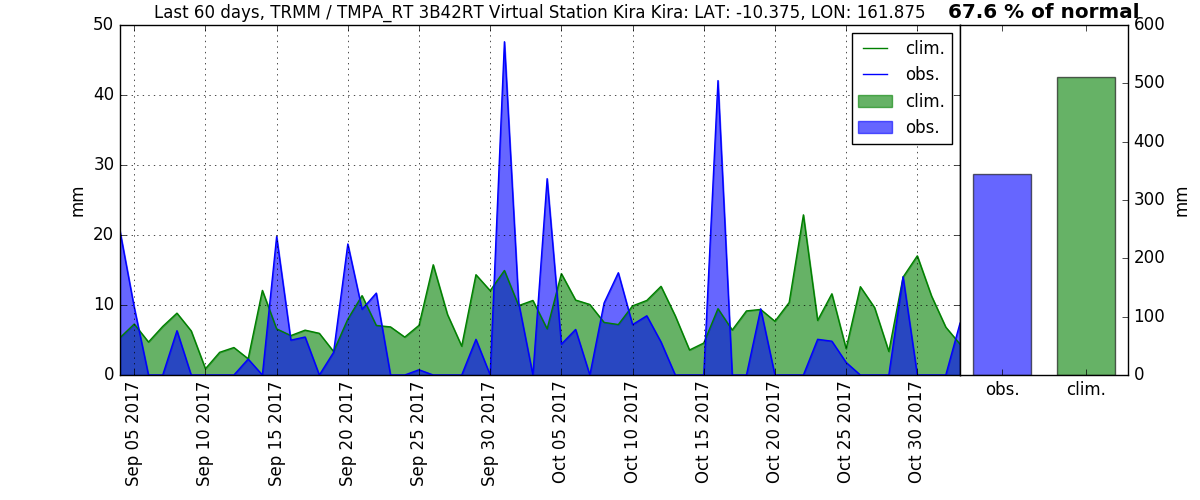 Last 60 days, TRMM / TMPA_RT 3B42RT Virtual Station Kira Kira: LAT: -10.375, LON: 161.875
67.6 % of normal
50
40
30
20
10
0
mm
clim.
obs.
clim.
obs.
600
500
400
300
200
100
0
mm
obs.
clim.
Sep 05 2017
Sep 10 2017
Sep 15 2017
Sep 20 2017
Sep 25 2017
Sep 30 2017
Oct 05 2017
Oct 10 2017
Oct 15 2017
Oct 20 2017
Oct 25 2017
Oct 30 2017